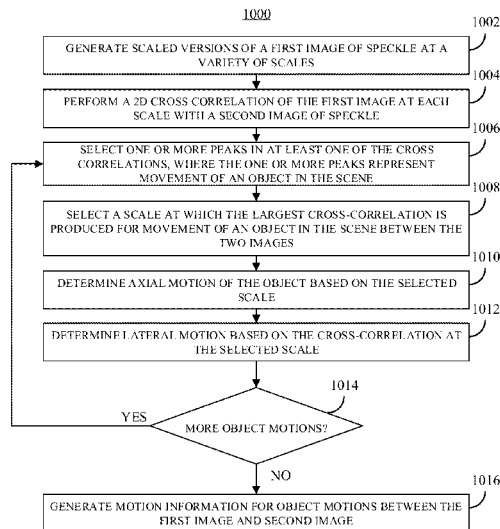 1000
1002
GENERATE SCALED VERSIONS OF A FIRST IMAGE OF SPECKLE AT A
VARIETY OF SCALES
1004
PERFORM A 2D CROSS CORRELATION OF THE FIRST IMAGE AT EACH
SCALE WITH A SECOND IMAGE OF SPECKLE
1006
SELECT ONE OR MORE PEAKS IN AT LEAST ONE OF THE CROSS
CORRELATIONS, WHERE THE ONE OR MORE PEAKS REPRESENT
MOVEMENT OF AN OBJECT IN THE SCENE
1008
SELECT A SCALE AT WHICH THE LARGEST CROSS-CORRELATION IS
PRODUCED FOR MOVEMENT OF AN OBJECT IN THE SCENE BETWEEN THE
TWO IMAGES
1010
DETERMINE AXIAL MOTION OF THE OBJECT BASED ON THE SELECTED
SCALE
1012
DETERMINE LATERAL MOTION BASED ON THE CROSS-CORRELATION AT
THE SELECTED SCALE
1014
YES
MORE OBJECT MOTIONS?
NO
1016
GENERATE MOTION INFORMATION FOR OBJECT MOTIONS BETWEEN THE
FIRST IMAGE AND SECOND IMAGE